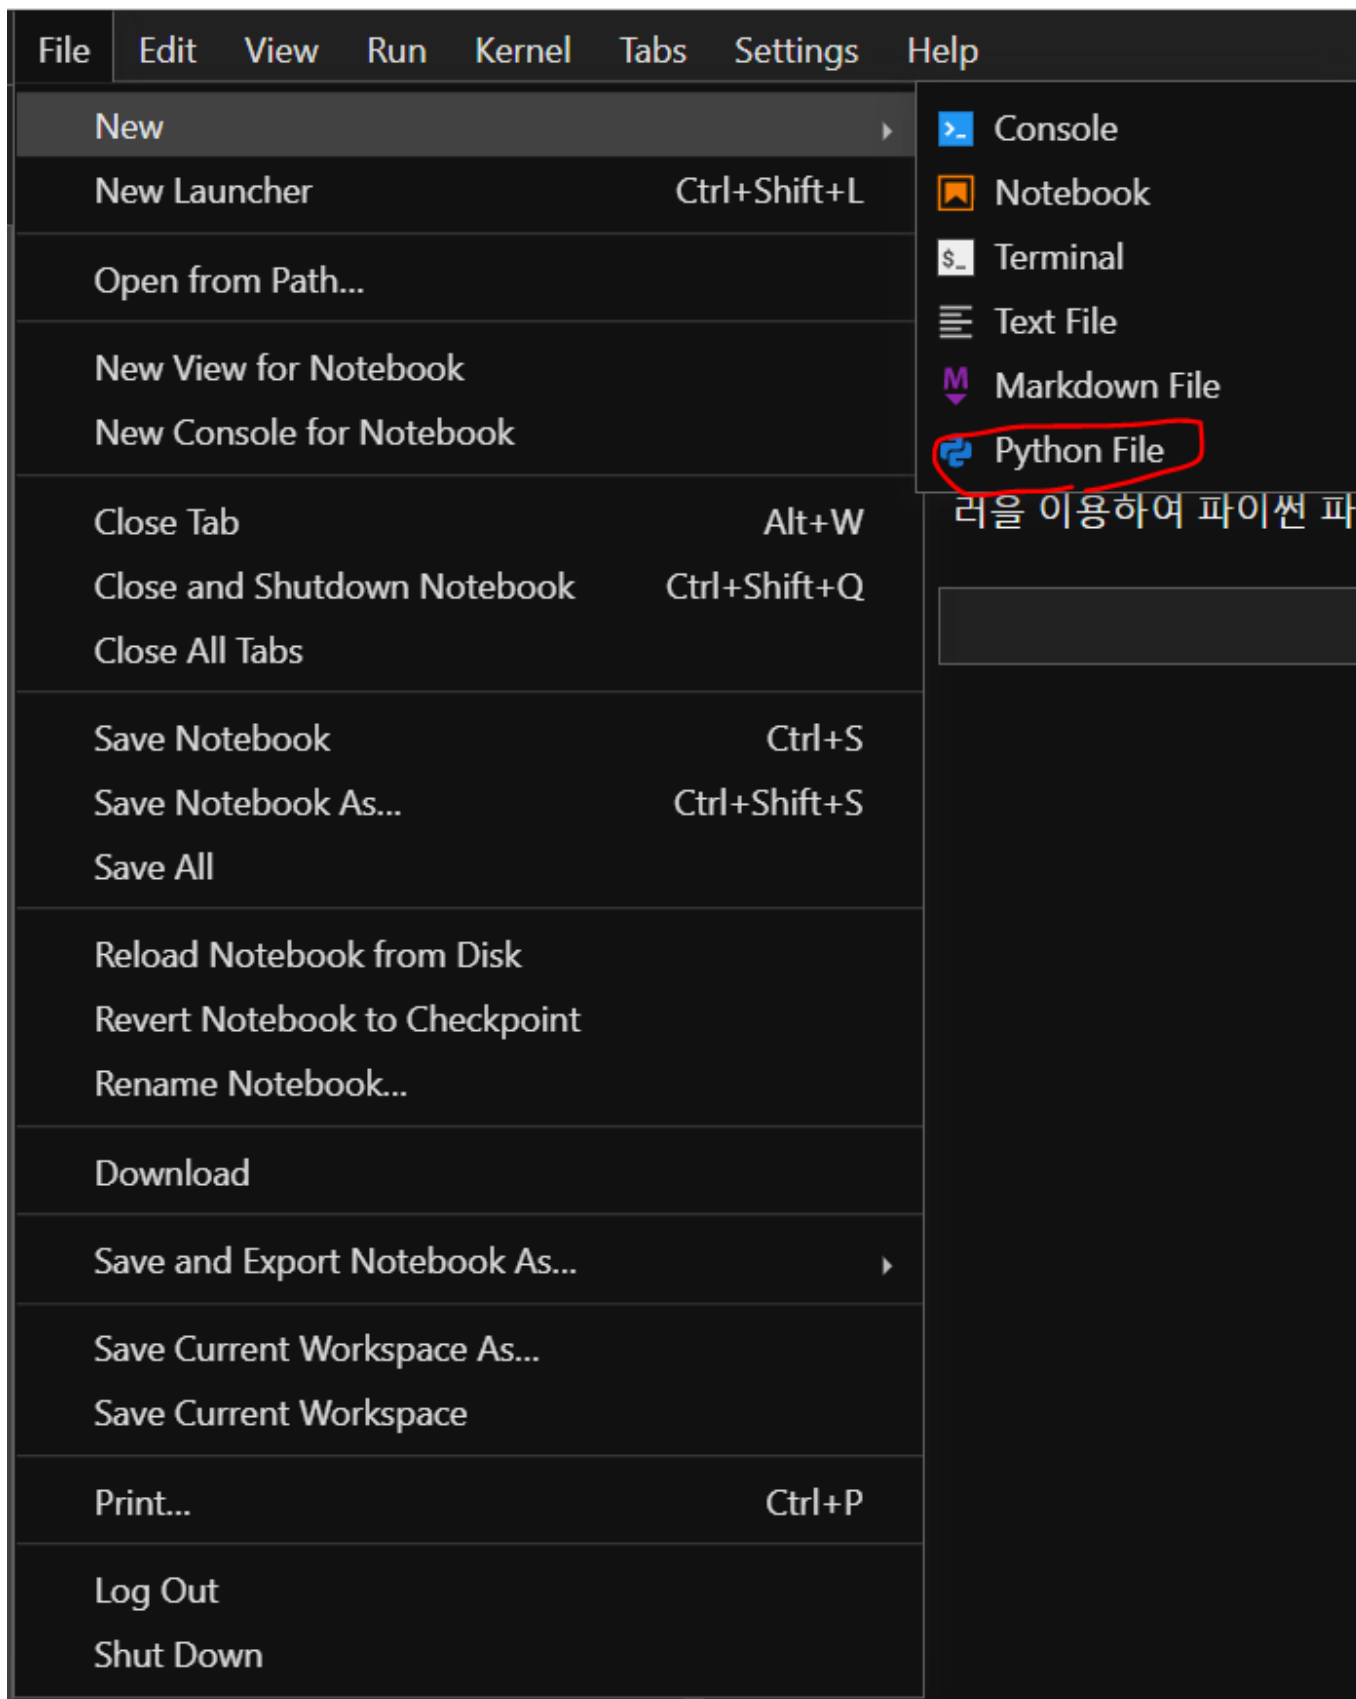 File Edit View Run Kernel Tabs Settings Help
New
New Launcher Ctrl+Shift+L
Open from Path...
New View for Notebook
New Console for Notebook
Close Tab Alt+W
Close and Shutdown Notebook Ctrl+Shift+Q
Close All Tabs
Save Notebook Ctrl+S
Save Notebook As... Ctrl+Shift+S
Save All
Reload Notebook from Disk
Revert Notebook to Checkpoint
Rename Notebook...
Download
Save and Export Notebook As...
Save Current Workspace As...
Save Current Workspace
Print... Ctrl+P
Log Out
Shut Down
Console
Notebook
$_ Terminal
Text File
M Markdown File
Python File
러을 이용하여 파이썬 파